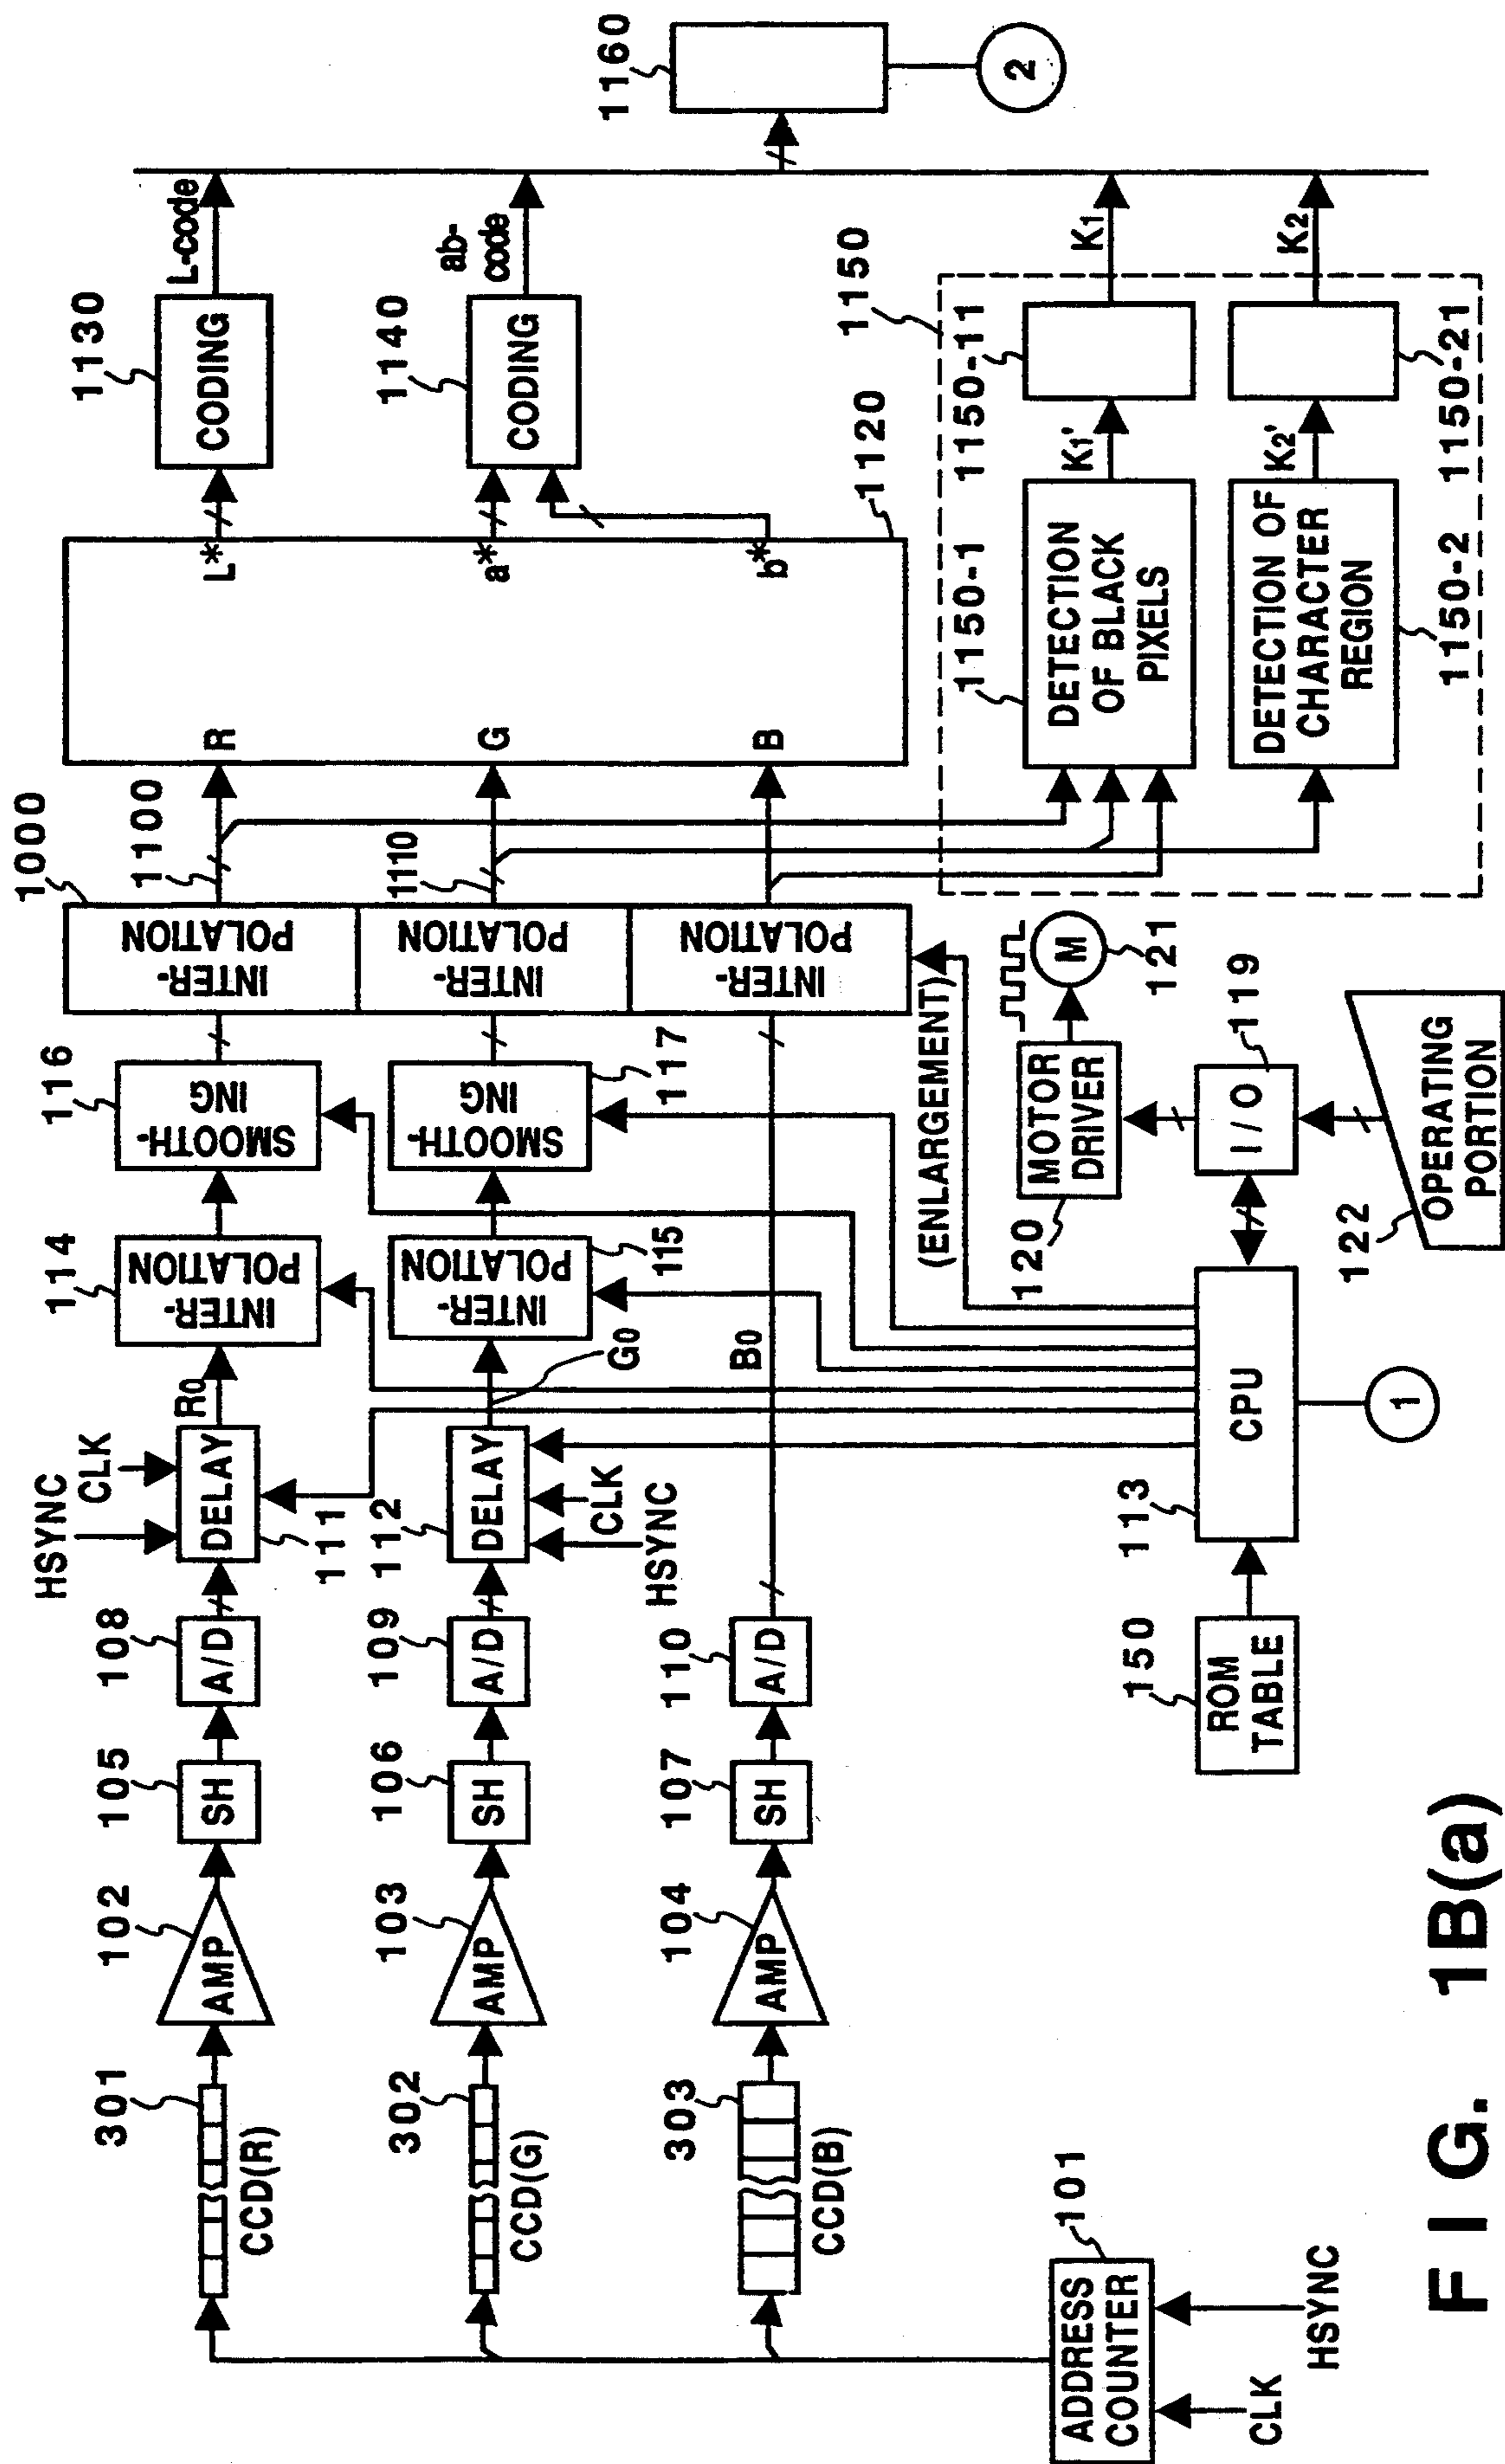 301
CCD(R)
102
AMP
105
SH
108
A/D
HSYNC
CLK
DELAY
111
R0
114
INTER-
POLATION
116
SMOOTH-
ING
1000
INTER-
POLATION
1100
R
L*
1130
CODING
L-code
302
CCD(G)
103
AMP
106
SH
109
A/D
112
DELAY
CLK
HSYNC
G0
115
INTER-
POLATION
117
SMOOTH-
ING
INTER-
POLATION
1110
G
a*
1140
CODING
ab-
code
1160
2
303
CCD(B)
104
AMP
107
SH
110
A/D
B0
INTER-
POLATION
(ENLARGEMENT)
B
b*
1120
1150
1150-1
DETECTION
OF BLACK
PIXELS
K1'
1150-11
K1
DETECTION OF
CHARACTER
REGION
1150-2
K2'
1150-21
K2
101
ADDRESS
COUNTER
CLK
HSYNC
150
ROM
TABLE
113
CPU
1
120
MOTOR
DRIVER
M
121
I/O
119
122
OPERATING
PORTION
FIG. 1B(a)